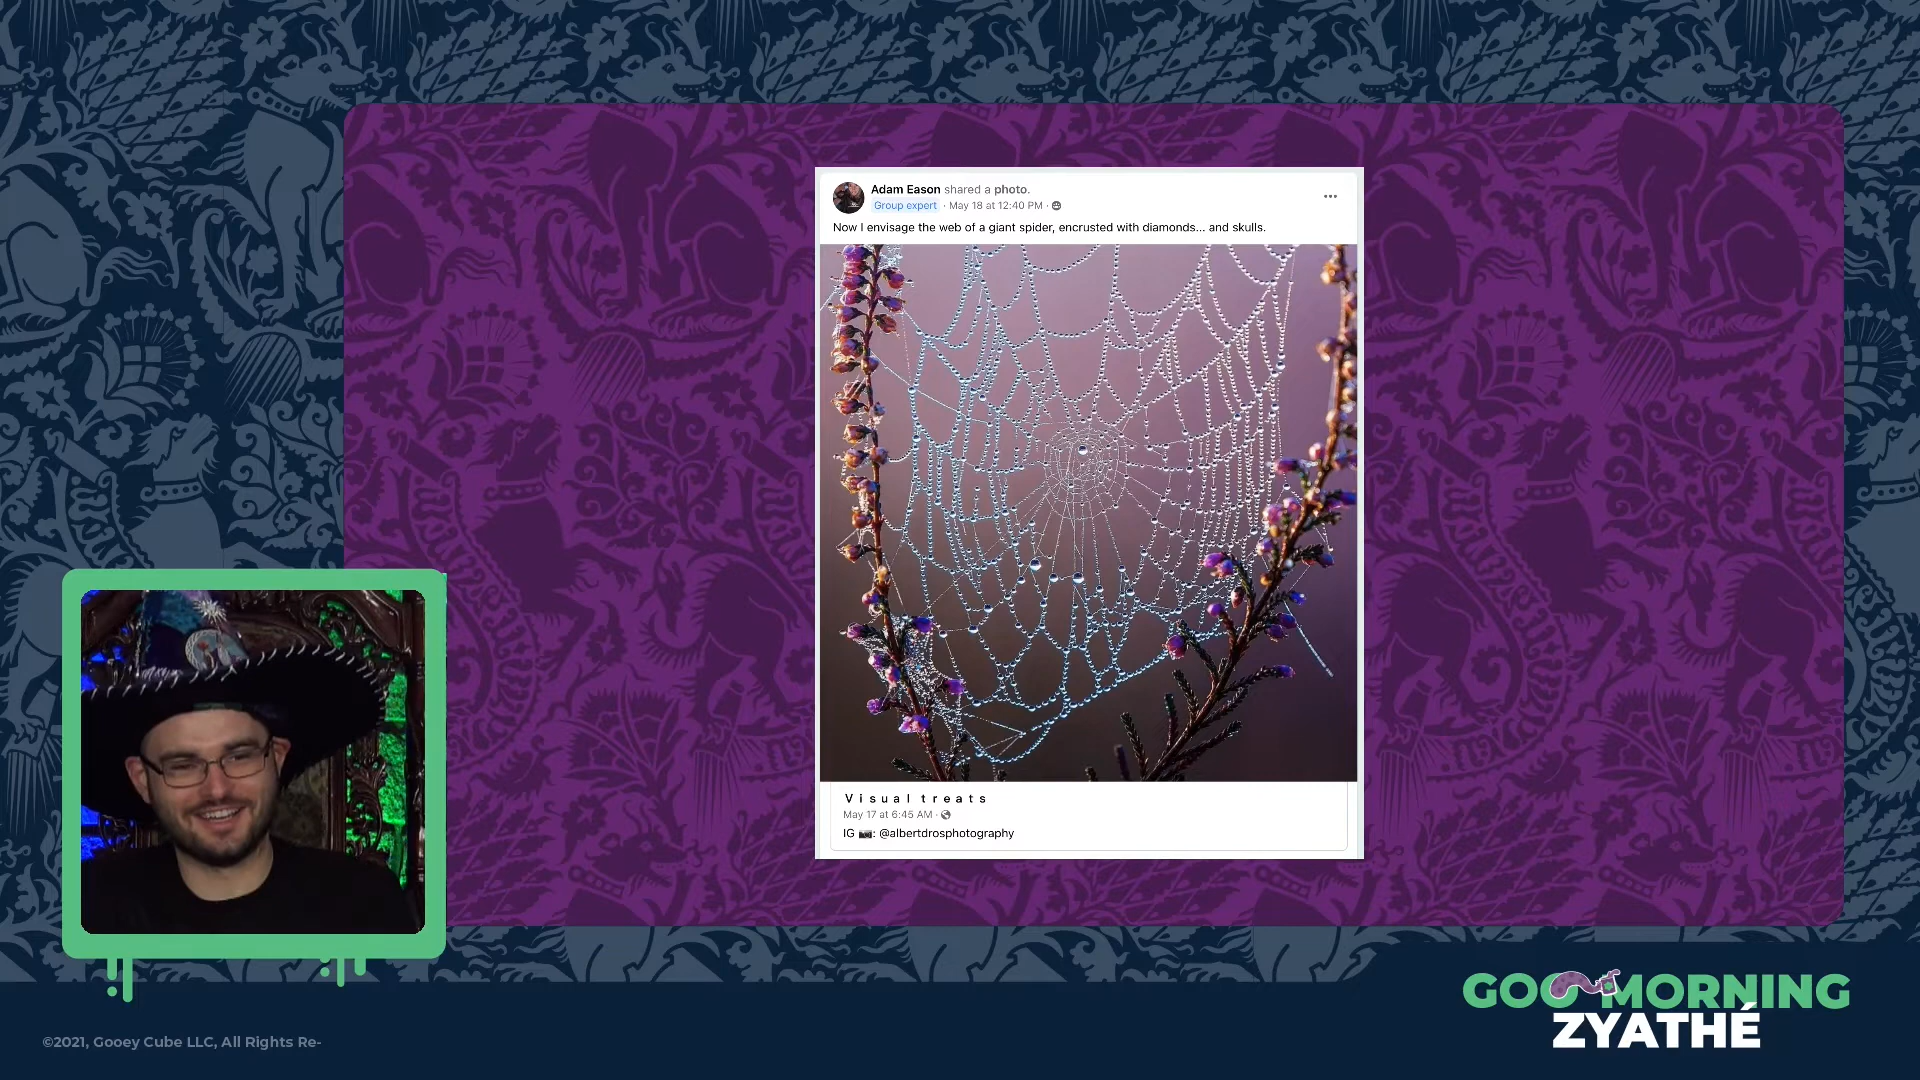 Adam Eason shared a photo.
Group expert · May 18 at 12:40 PM ·
Now I envisage the web of a giant spider, encrusted with diamonds... and skulls.
Visual treats
May 17 at 6:45 AM ·
IG 📷: @albertdrosphotography
GOO MORNING
ZYATHÉ
©2021, Gooey Cube LLC, All Rights Re-